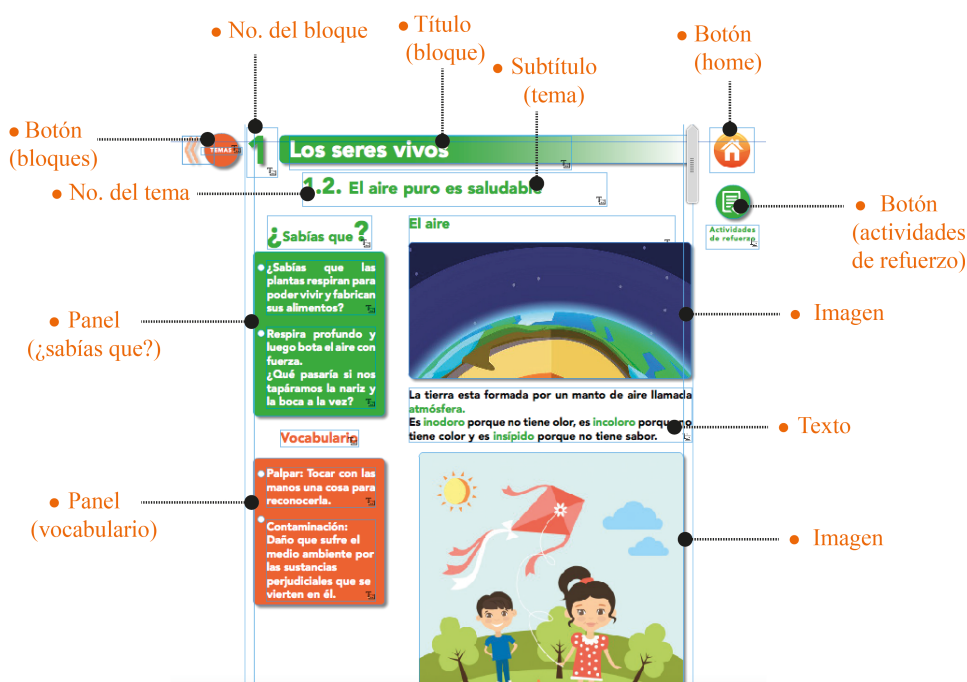 No. del bloque
Título
(bloque)
Subtítulo
(tema)
Botón
(home)
Botón
(bloques)
TEMAS
1
Los seres vivos
No. del tema
1.2. El aire puro es saludable
Botón
(actividades
de refuerzo)
Actividades
de refuerzo
¿Sabías que?
¿Sabías que las
plantas respiran para
poder vivir y fabrican
sus alimentos?
Respira profundo y
luego bota el aire con
fuerza.
¿Qué pasaría si nos
tapáramos la nariz y
la boca a la vez?
Panel
(¿sabías que?)
El aire
Imagen
La tierra esta formada por un manto de aire llamada
atmósfera.
Es inodoro porque no tiene olor, es incoloro porque no
tiene color y es insípido porque no tiene sabor.
Texto
Vocabulario
Palpar: Tocar con las
manos una cosa para
reconocerla.
Contaminación:
Daño que sufre el
medio ambiente por
las sustancias
perjudiciales que se
vierten en él.
Panel
(vocabulario)
Imagen